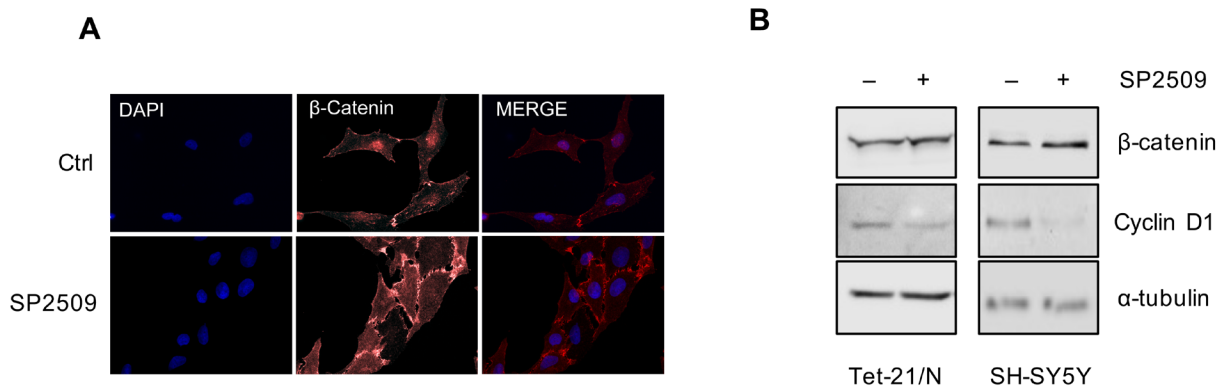 A
DAPI
β-Catenin
MERGE
Ctrl
SP2509
B
– + – + SP2509
β-catenin
Cyclin D1
α-tubulin
Tet-21/N SH-SY5Y